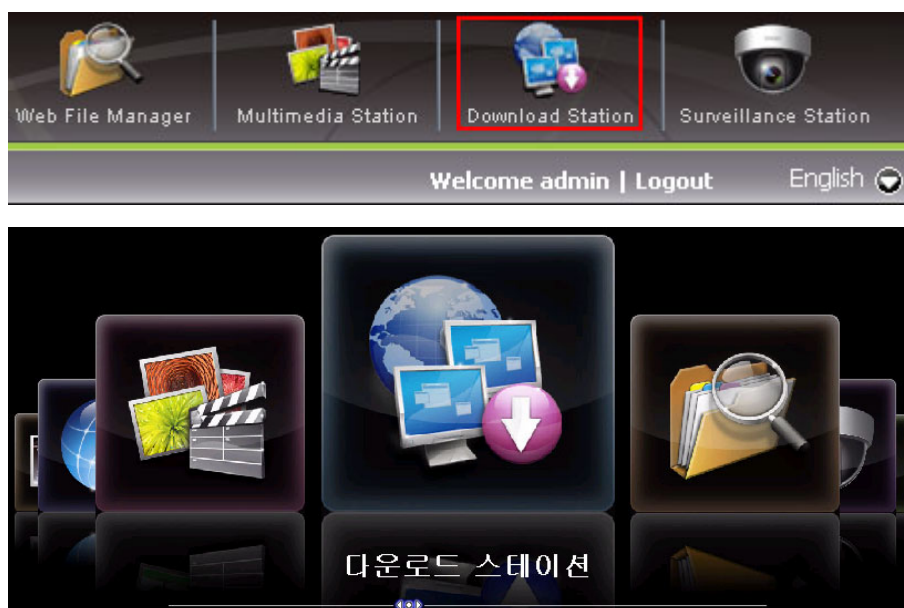 Web File Manager
Multimedia Station
Download Station
Surveillance Station
Welcome admin | Logout
English
다운로드 스테이션